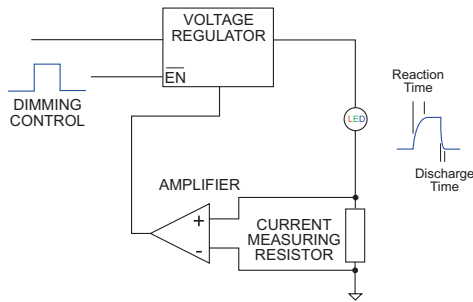 VOLTAGE
REGULATOR
EN
DIMMING
CONTROL
Reaction
Time
LED
Discharge
Time
AMPLIFIER
+
-
CURRENT
MEASURING
RESISTOR